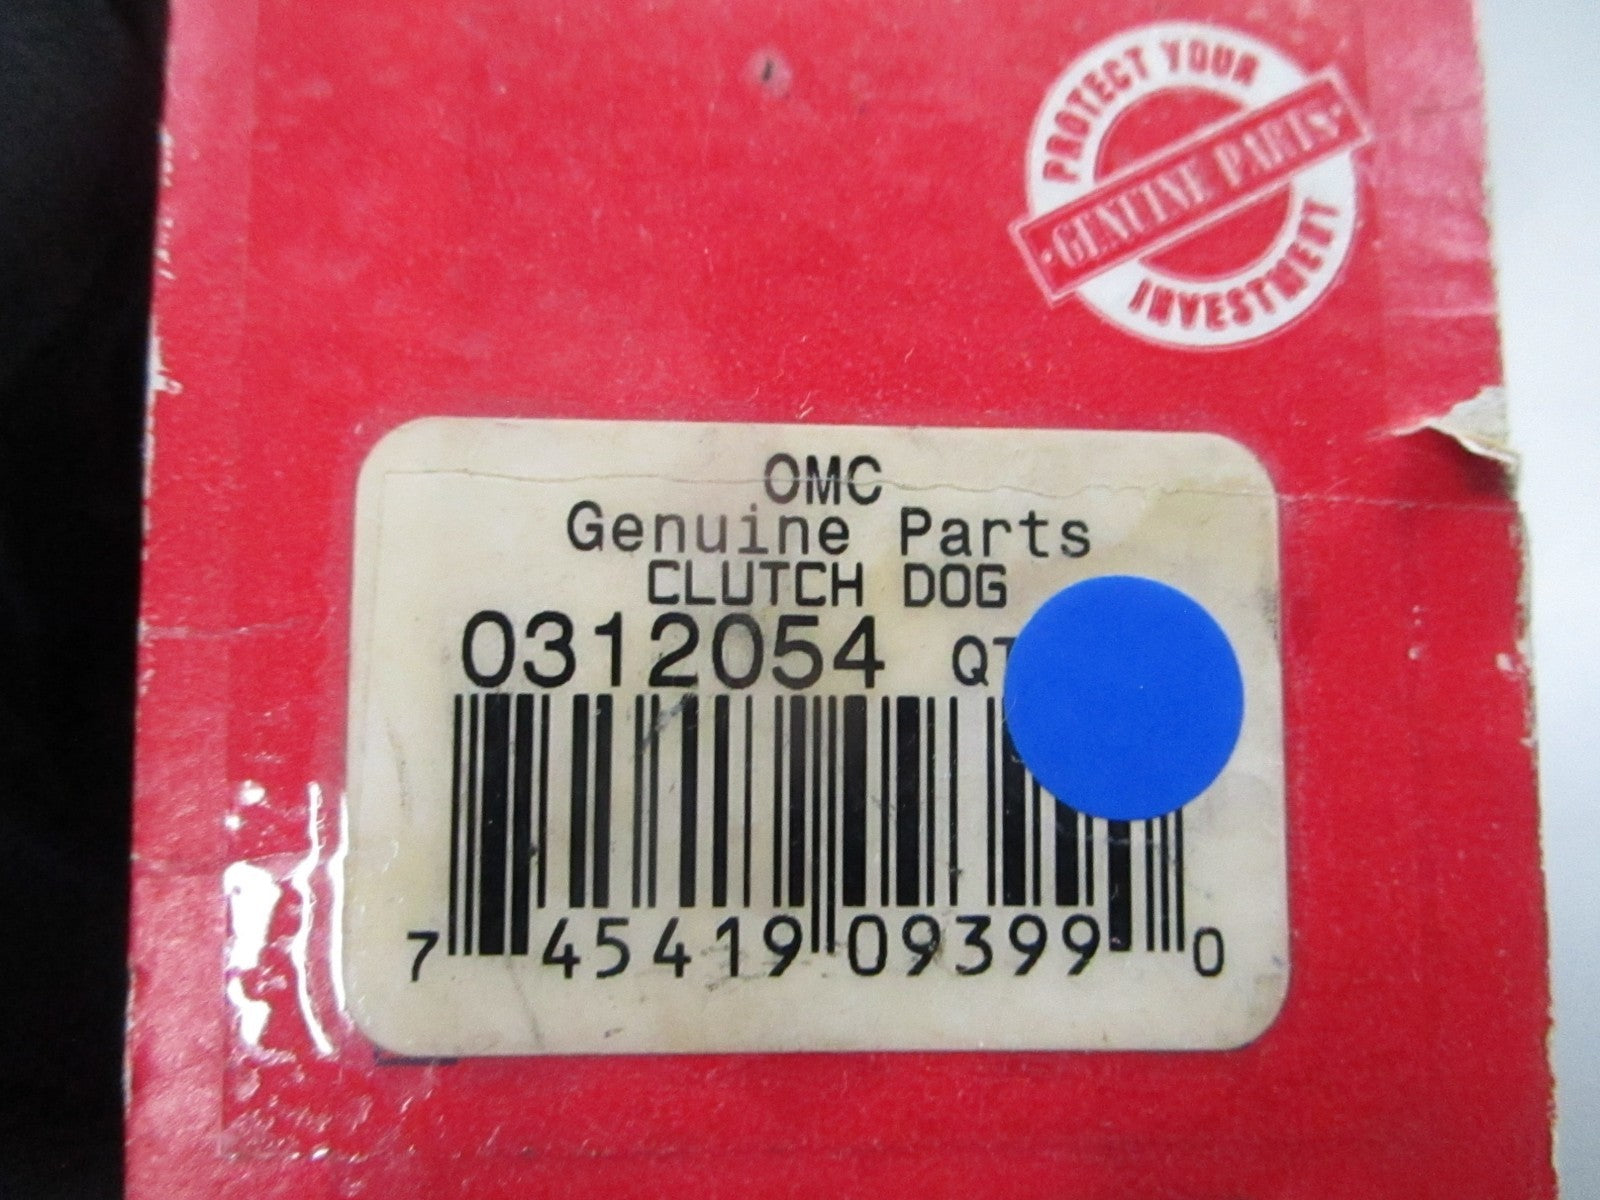 PROTECT YOUR
·GENUINE PARTS·
INVESTMENT
OMC
Genuine Parts
CLUTCH DOG
0312054
7 45419 09399 0